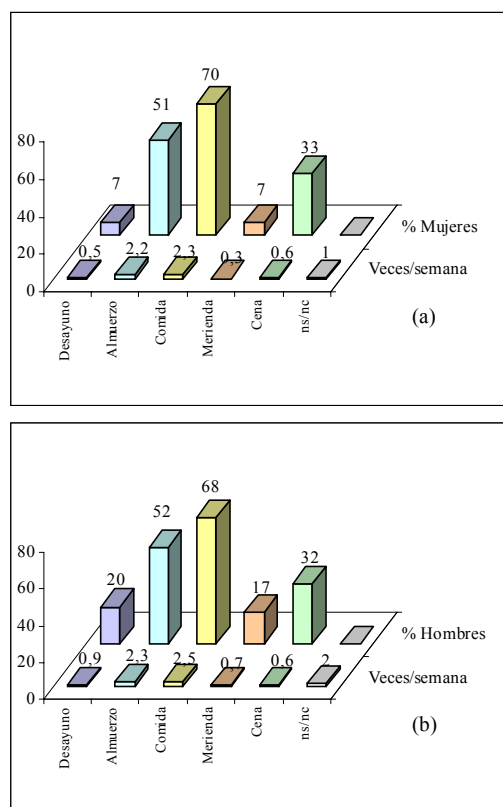 70
51
80
33
60
7
7
40
% Mujeres
20
0,5
2,2
2,3
0,3
0,6
1
Veces/semana
0
Desayuno
Almuerzo
Comida
Merienda
Cena
ns/nc
(a)
68
52
80
32
60
20
17
40
% Hombres
20
0,9
2,3
2,5
0,7
0,6
2
Veces/semana
0
Desayuno
Almuerzo
Comida
Merienda
Cena
ns/nc
(b)